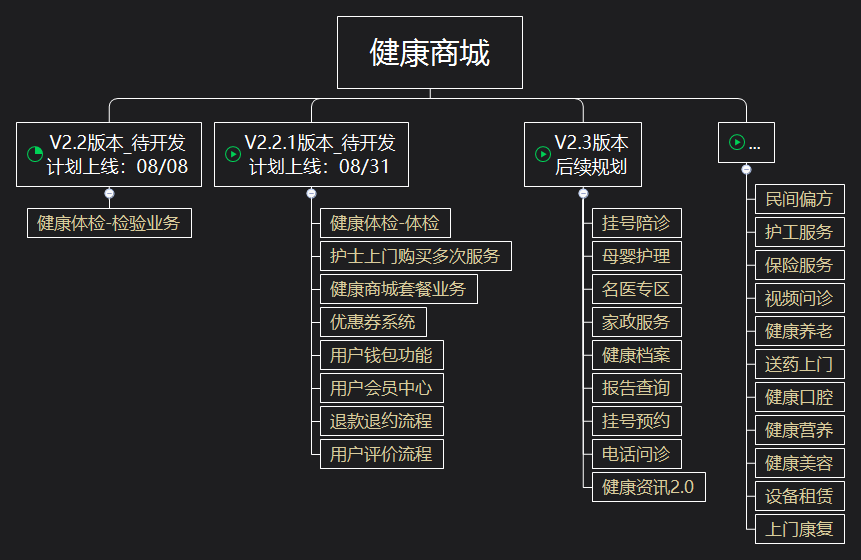 健康商城
V2.2版本_待开发
计划上线：08/08
健康体检-检验业务
V2.2.1版本_待开发
计划上线：08/31
健康体检-体检
护士上门购买多次服务
健康商城套餐业务
优惠券系统
用户钱包功能
用户会员中心
退款退约流程
用户评价流程
V2.3版本
后续规划
挂号陪诊
母婴护理
名医专区
家政服务
健康档案
报告查询
挂号预约
电话问诊
健康资讯2.0
...
民间偏方
护工服务
保险服务
视频问诊
健康养老
送药上门
健康口腔
健康营养
健康美容
设备租赁
上门康复